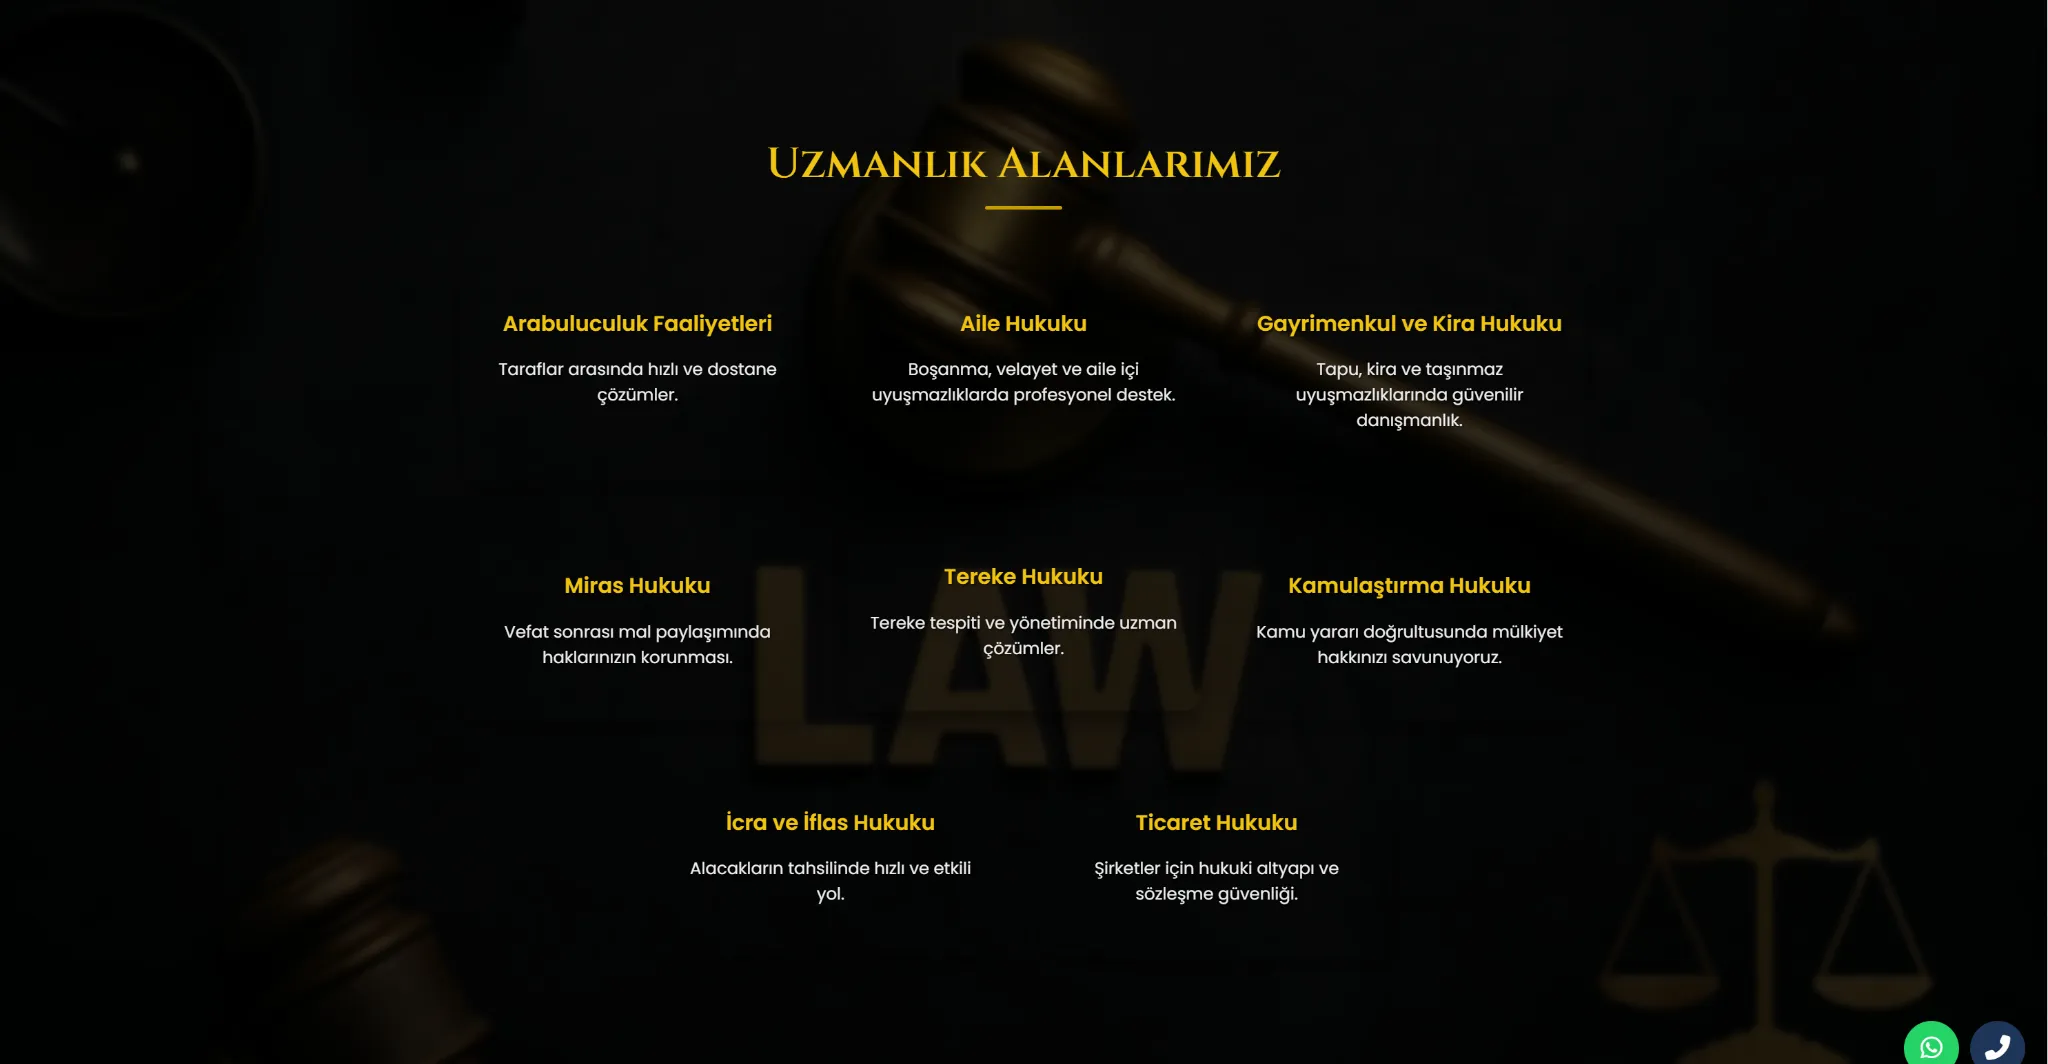 Uzmanlık Alanlarımız
Arabuluculuk Faaliyetleri
Taraflar arasında hızlı ve dostane
çözümler.
Aile Hukuku
Boşanma, velayet ve aile içi
uyuşmazlıklarda profesyonel destek.
Gayrimenkul ve Kira Hukuku
Tapu, kira ve taşınmaz
uyuşmazlıklarında güvenilir
danışmanlık.
Miras Hukuku
Vefat sonrası mal paylaşımında
haklarınızın korunması.
Tereke Hukuku
Tereke tespiti ve yönetiminde uzman
çözümler.
Kamulaştırma Hukuku
Kamu yararı doğrultusunda mülkiyet
hakkınızı savunuyoruz.
LAW
İcra ve İflas Hukuku
Alacakların tahsilinde hızlı ve etkili
yol.
Ticaret Hukuku
Şirketler için hukuki altyapı ve
sözleşme güvenliği.